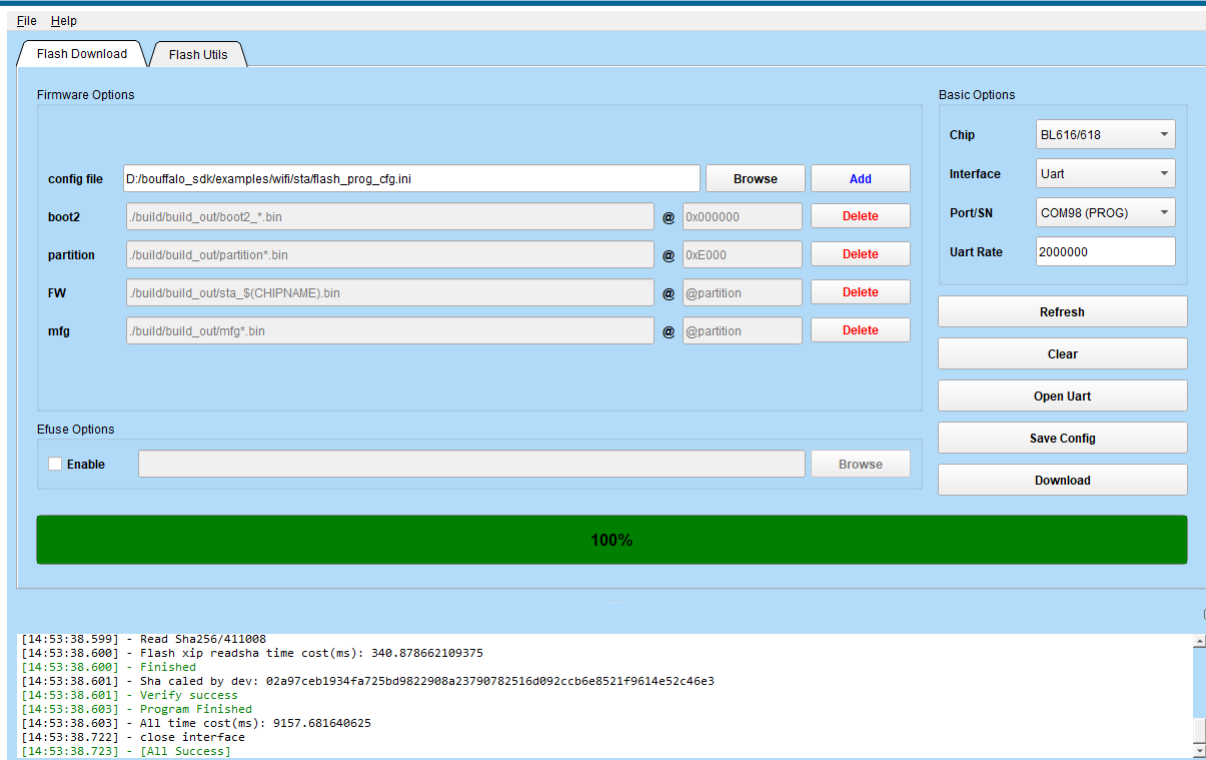 File Help
Flash Download Flash Utils
Firmware Options
config file D:/bouffalo_sdk/examples/wifi/sta/flash_prog_cfg.ini Browse Add
boot2 ./build/build_out/boot2_*.bin @ 0x000000 Delete
partition ./build/build_out/partition*.bin @ 0xE000 Delete
FW ./build/build_out/sta_$(CHIPNAME).bin @ @partition Delete
mfg ./build/build_out/mfg*.bin @ @partition Delete
Efuse Options
Enable Browse
Basic Options
Chip BL616/618
Interface Uart
Port/SN COM98 (PROG)
Uart Rate 2000000
Refresh
Clear
Open Uart
Save Config
Download
100%
[14:53:38.599] - Read Sha256/411008
[14:53:38.600] - Flash xip readsha time cost(ms): 340.878662109375
[14:53:38.600] - Finished
[14:53:38.601] - Sha caled by dev: 02a97ceb1934fa725bd9822908a23790782516d092ccb6e8521f9614e52c46e3
[14:53:38.601] - Verify success
[14:53:38.603] - Program Finished
[14:53:38.603] - All time cost(ms): 9157.681640625
[14:53:38.722] - close interface
[14:53:38.723] - [All Success]